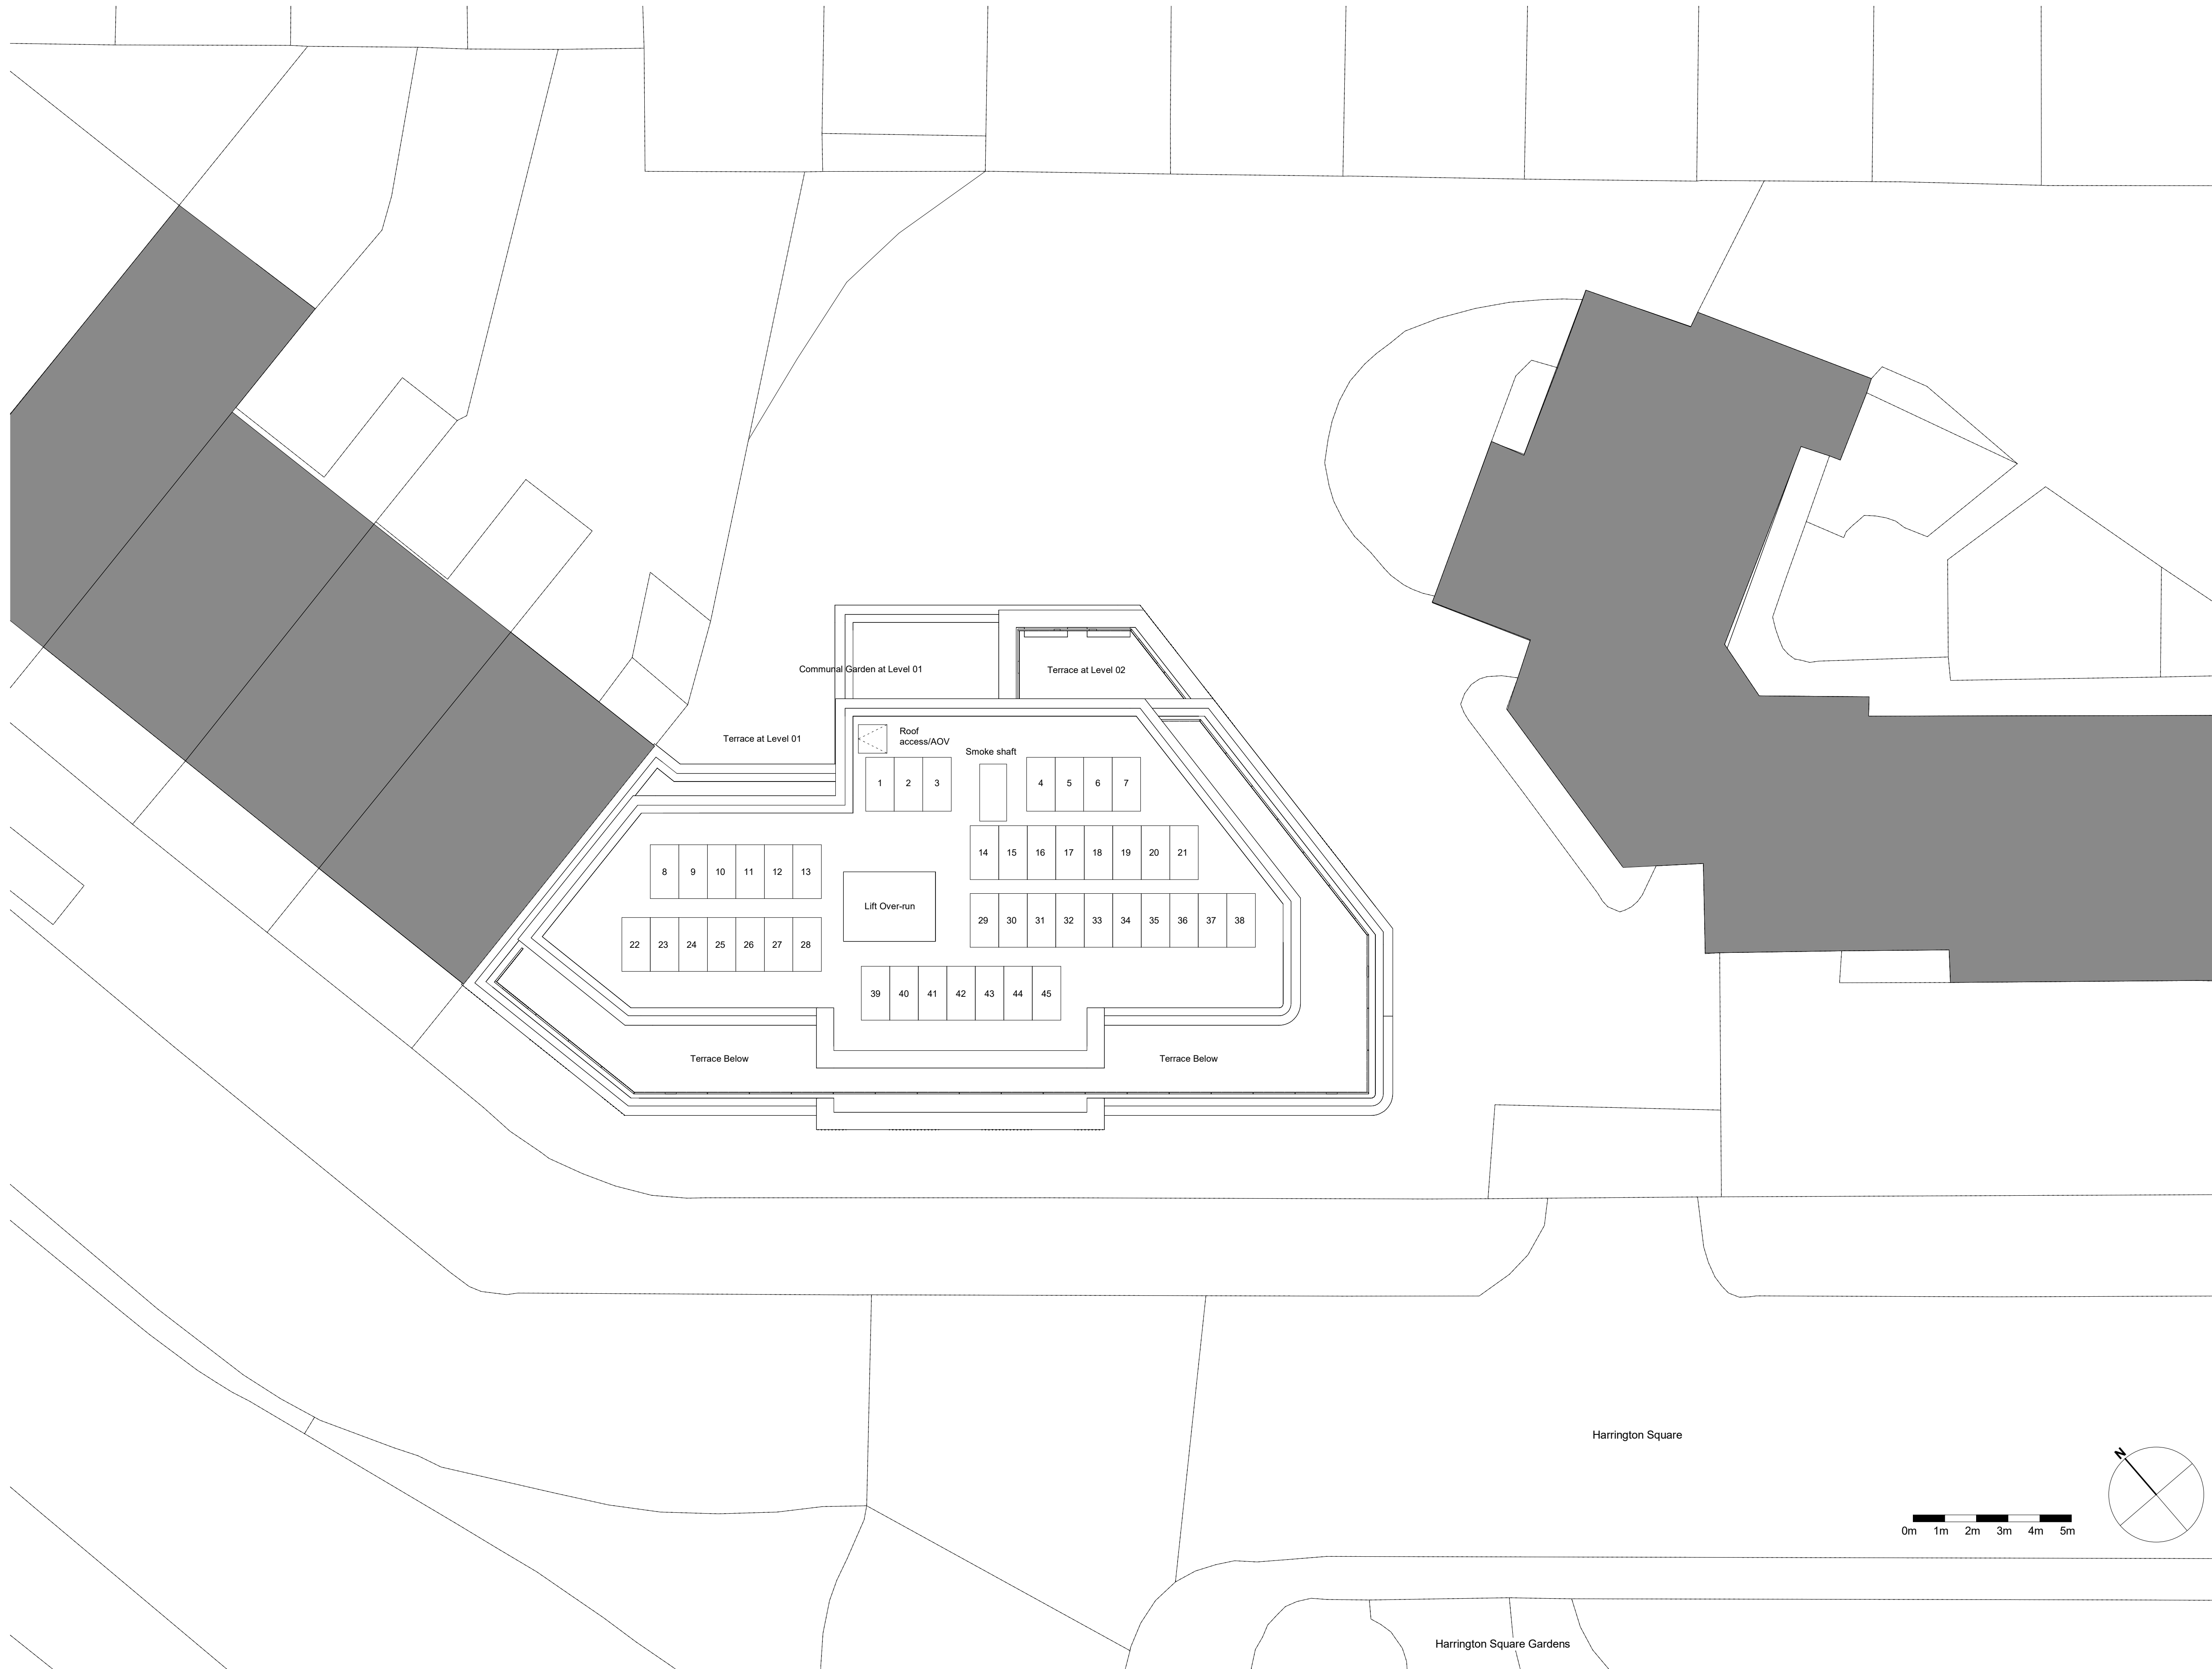 Communal Garden at Level 01
Terrace at Level 02
Terrace at Level 01
Roof
access/AOV
Smoke shaft
1 2 3
4 5 6 7
14 15 16 17 18 19 20 21
8 9 10 11 12 13
Lift Over-run
29 30 31 32 33 34 35 36 37 38
22 23 24 25 26 27 28
39 40 41 42 43 44 45
Terrace Below
Terrace Below
Harrington Square
N
0m 1m 2m 3m 4m 5m
Harrington Square Gardens